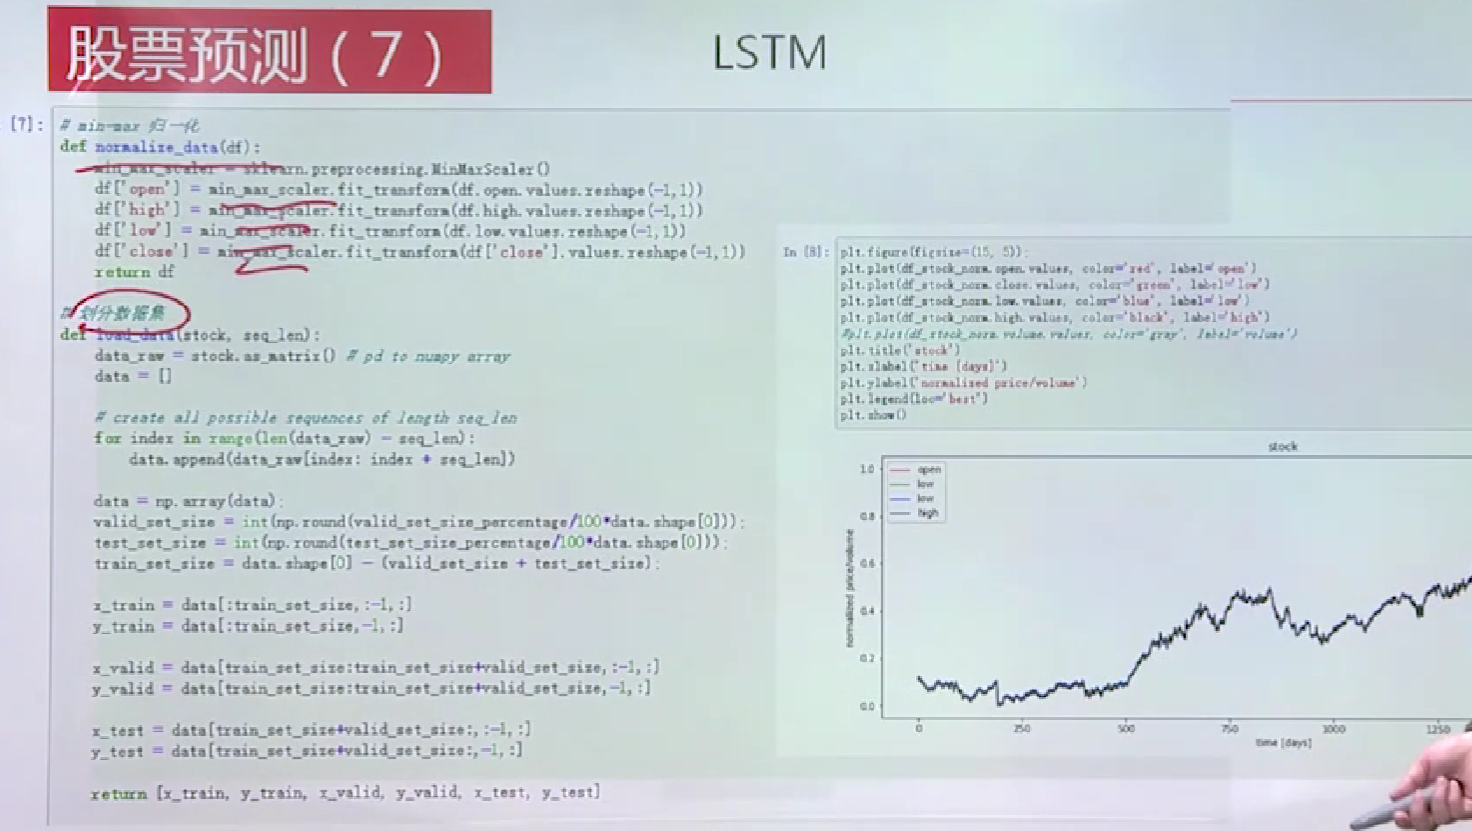 股票预测（7）
LSTM
[7]:
# min-max 归一化
def normalize_data(df):
min_max_scaler = sklearn.preprocessing.MinMaxScaler()
df['open'] = min_max_scaler.fit_transform(df.open.values.reshape(-1,1))
df['high'] = min_max_scaler.fit_transform(df.high.values.reshape(-1,1))
df['low'] = min_max_scaler.fit_transform(df.low.values.reshape(-1,1))
df['close'] = min_max_scaler.fit_transform(df['close'].values.reshape(-1,1))
return df
# 划分数据集
def load_data(stock, seq_len):
data_raw = stock.as_matrix() # pd to numpy array
data = []
# create all possible sequences of length seq_len
for index in range(len(data_raw) - seq_len):
data.append(data_raw[index: index + seq_len])
data = np.array(data);
valid_set_size = int(np.round(valid_set_size_percentage/100*data.shape[0]));
test_set_size = int(np.round(test_set_size_percentage/100*data.shape[0]));
train_set_size = data.shape[0] - (valid_set_size + test_set_size);
x_train = data[:train_set_size,:-1,:]
y_train = data[:train_set_size,-1,:]
x_valid = data[train_set_size:train_set_size+valid_set_size,:-1,:]
y_valid = data[train_set_size:train_set_size+valid_set_size,-1,:]
x_test = data[train_set_size+valid_set_size:,:-1,:]
y_test = data[train_set_size+valid_set_size:,-1,:]
return [x_train, y_train, x_valid, y_valid, x_test, y_test]
In [8]:
plt.figure(figsize=(15, 5));
plt.plot(df_stock_norm.open.values, color='red', label='open')
plt.plot(df_stock_norm.close.values, color='green', label='low')
plt.plot(df_stock_norm.low.values, color='blue', label='low')
plt.plot(df_stock_norm.high.values, color='black', label='high')
#plt.plot(df_stock_norm.volume.values, color='gray', label='volume')
plt.title('stock')
plt.xlabel('time [days]')
plt.ylabel('normalized price/volume')
plt.legend(loc='best')
plt.show()
stock
open
low
low
high
normalized price/volume
1.0
0.8
0.6
0.4
0.2
0.0
0 250 500 750 1000 1250
time [days]